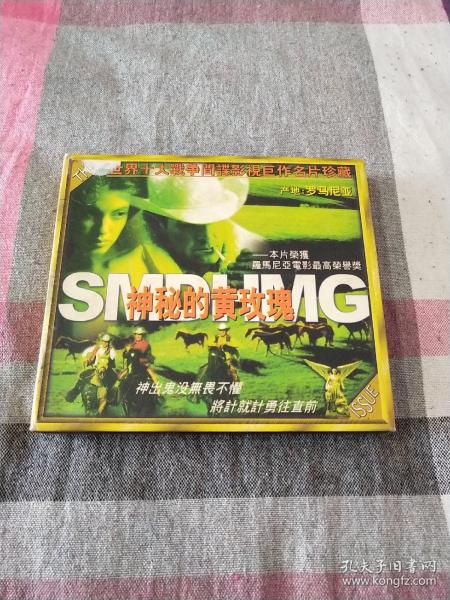 TH
世界十大戰爭間諜影視巨作名片珍藏
产地:罗马尼亚
——本片榮獲
羅馬尼亞電影最高榮譽獎
神秘的黄玫瑰
神出鬼没無畏不懼
將計就計勇往直前
ISSUE
孔夫子旧书网
www.kongfz.com